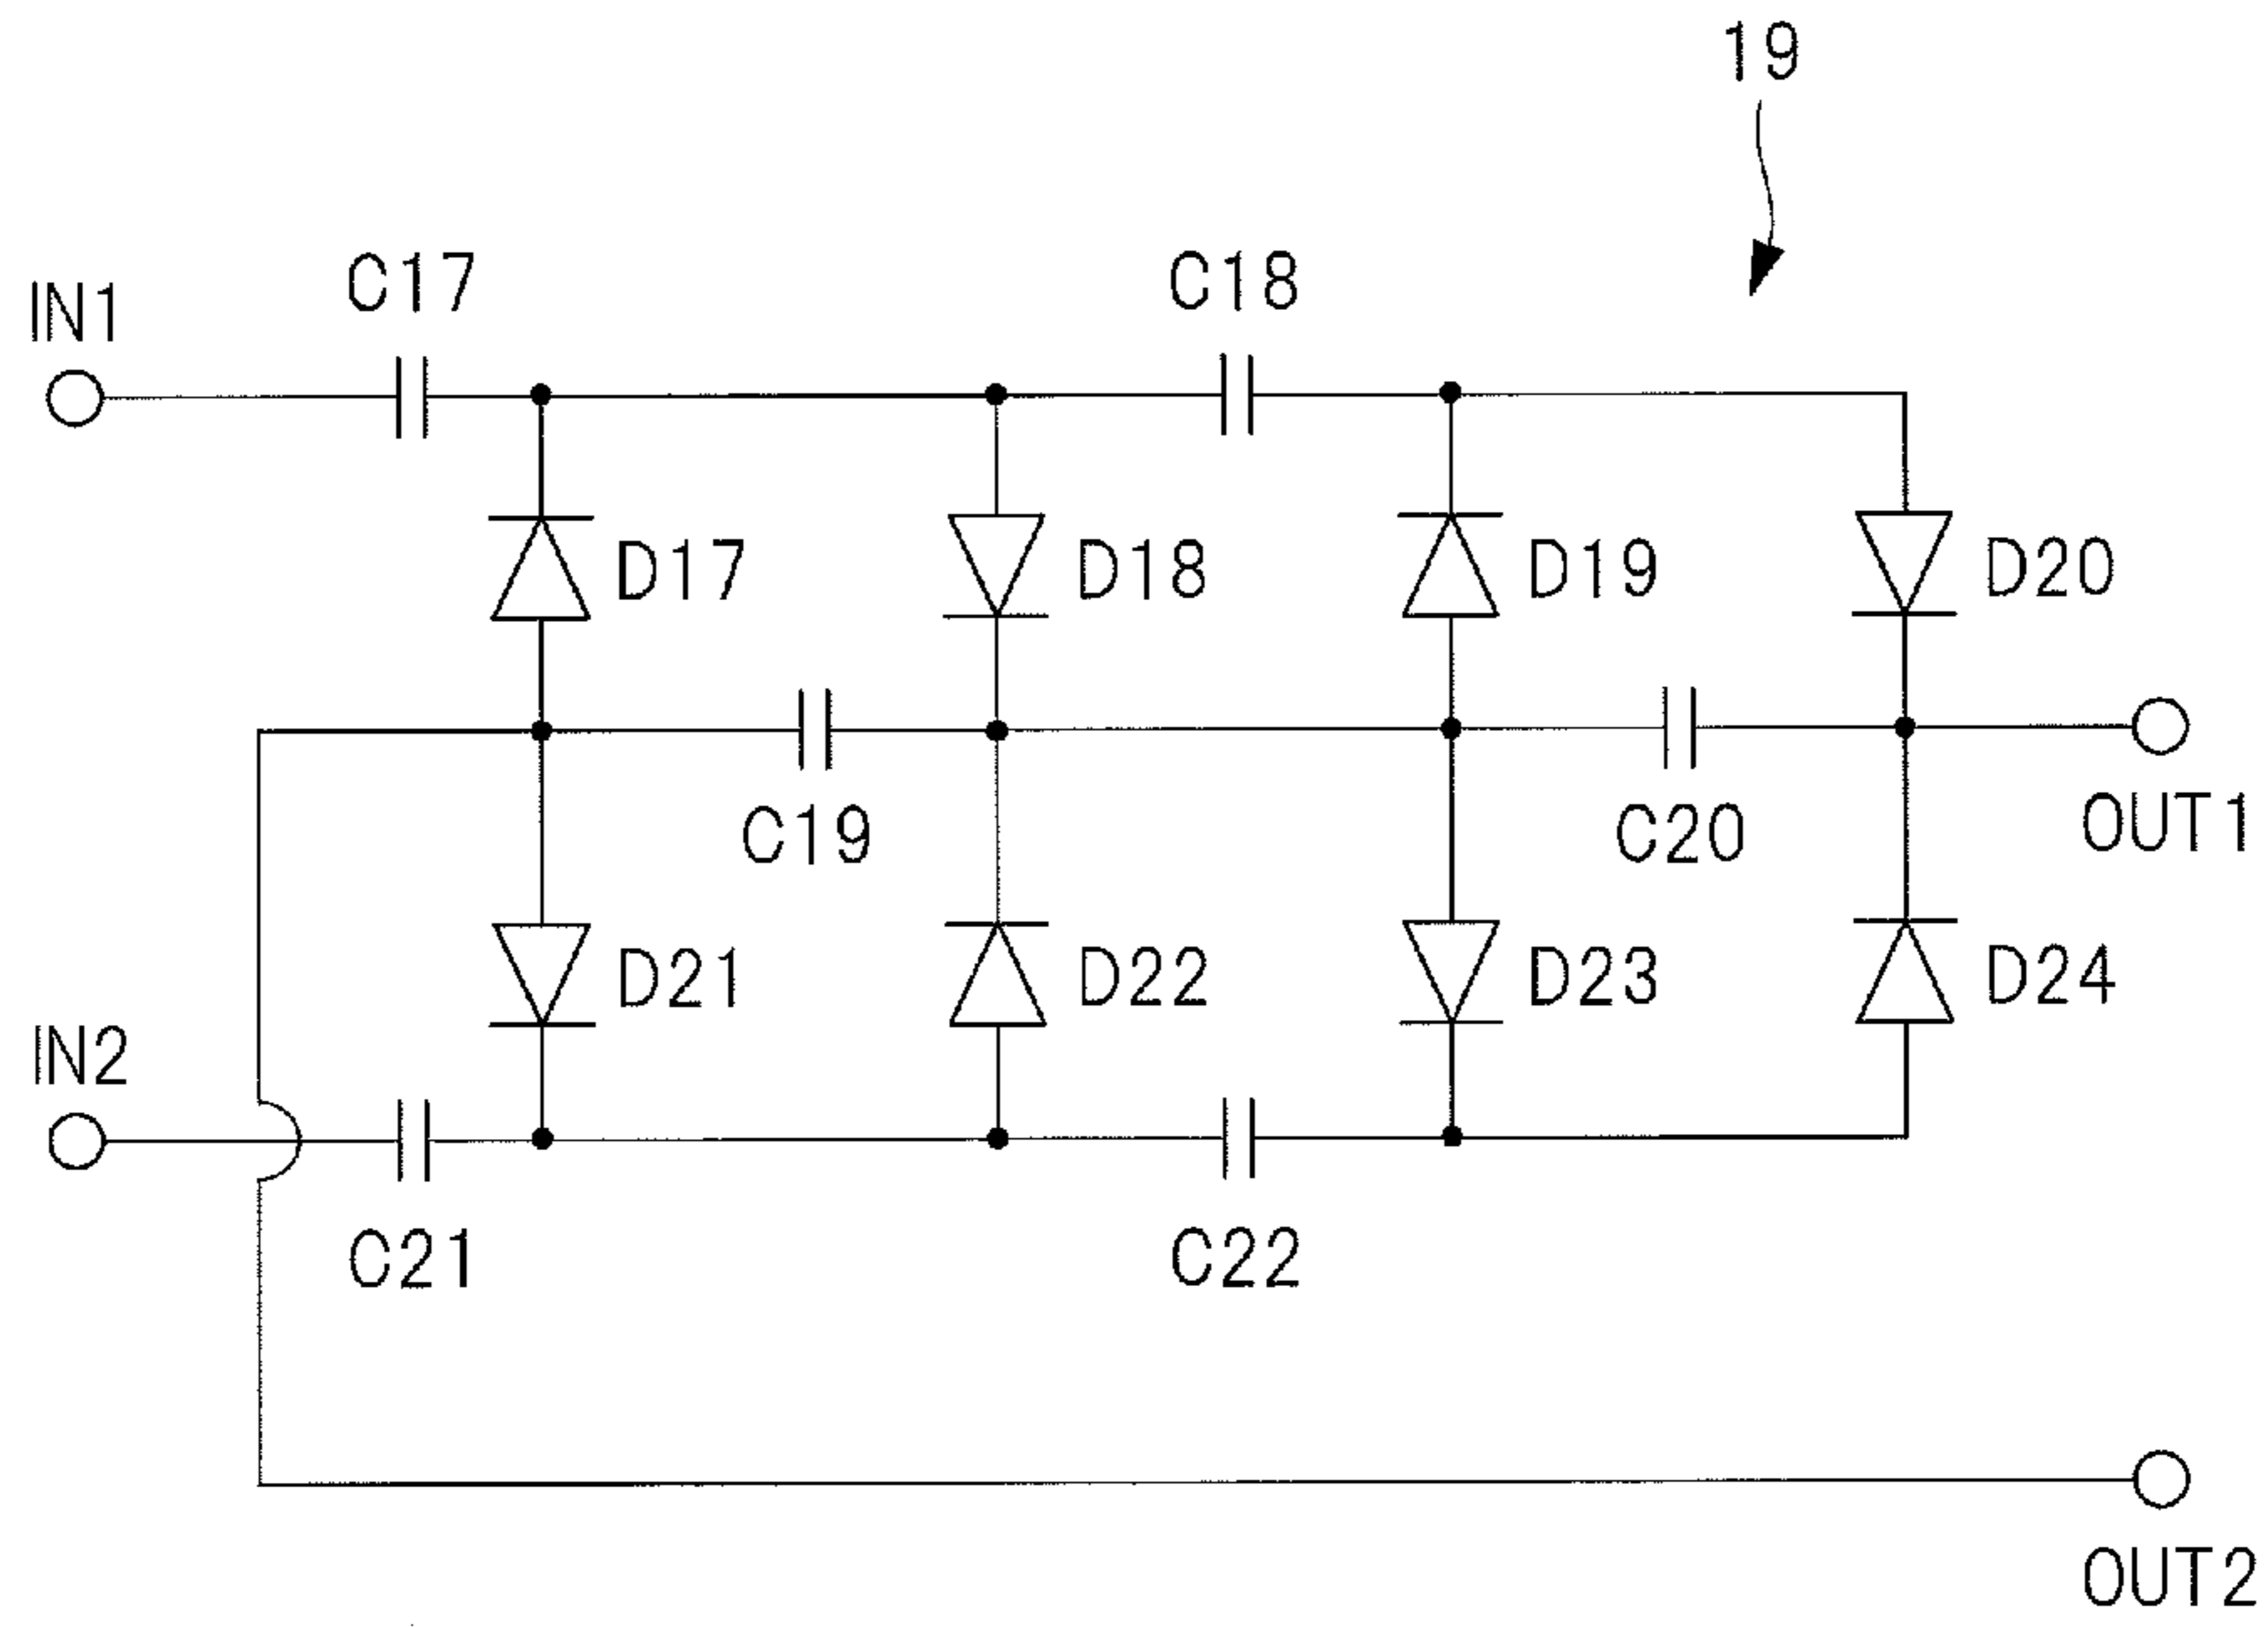 19
C17
C18
IN1
D17
D18
D19
D20
C19
C20
OUT1
D21
D22
D23
D24
IN2
C21
C22
OUT2